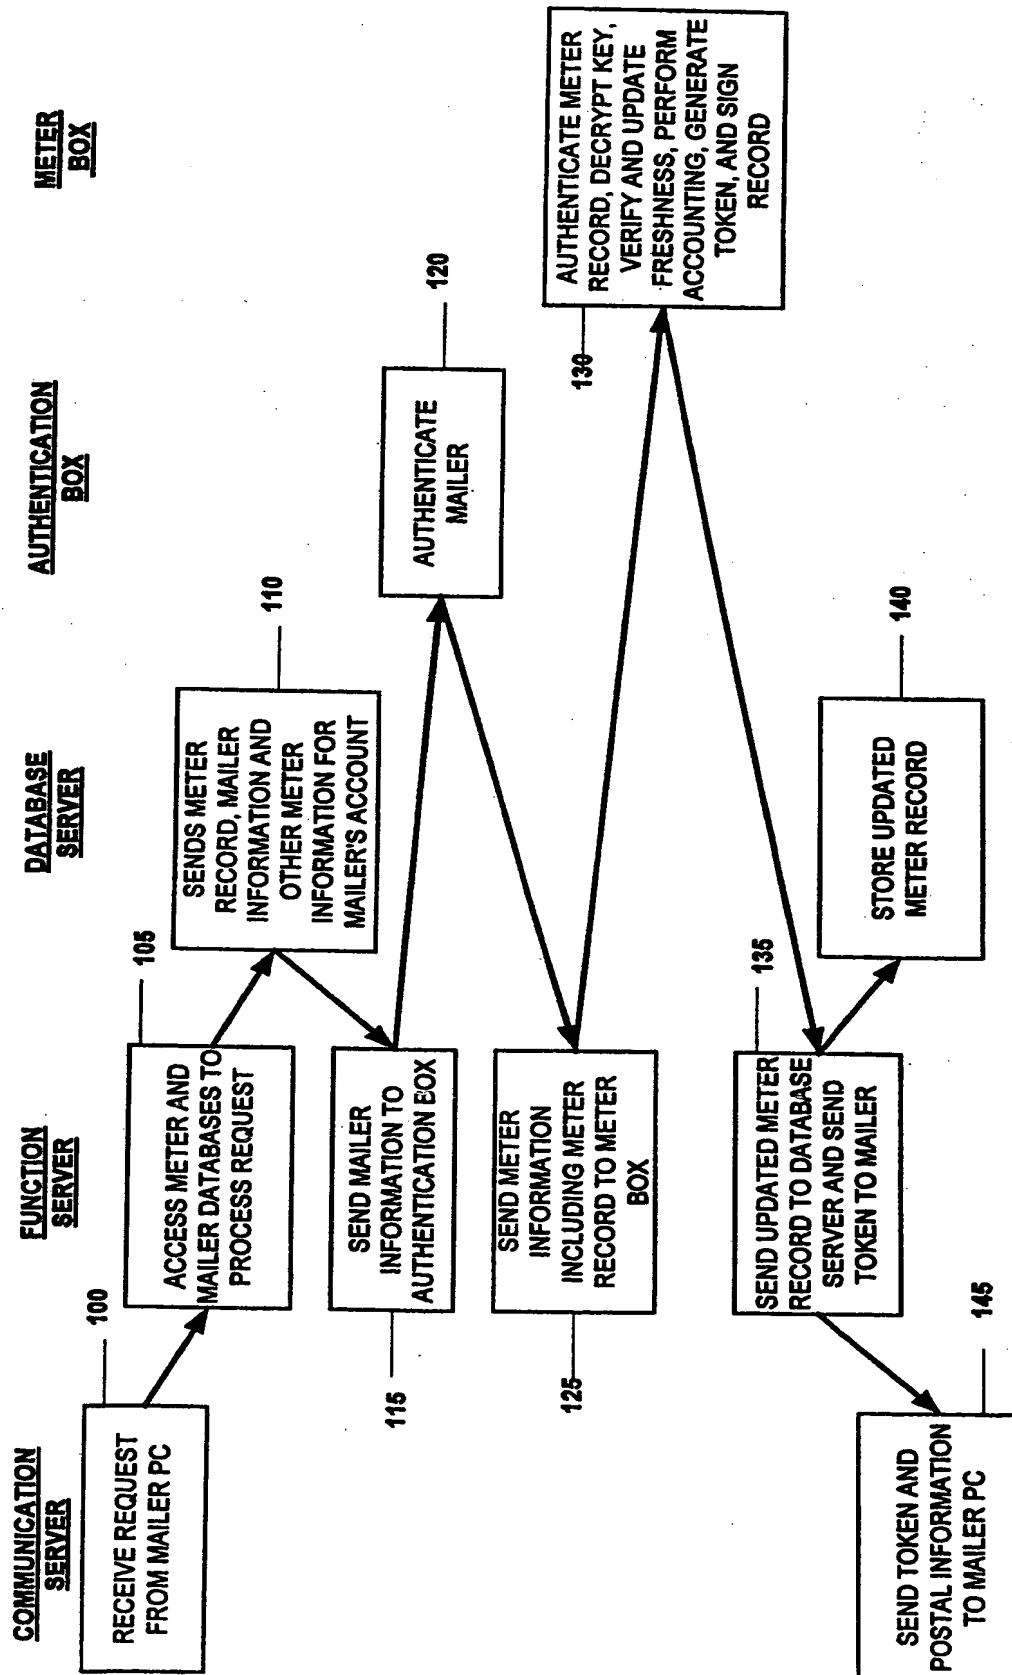 COMMUNICATION
SERVER
FUNCTION
SERVER
DATABASE
SERVER
AUTHENTICATION
BOX
METER
BOX
100
RECEIVE REQUEST
FROM MAILER PC
105
ACCESS METER AND
MAILER DATABASES TO
PROCESS REQUEST
110
SENDS METER
RECORD, MAILER
INFORMATION AND
OTHER METER
INFORMATION FOR
MAILER'S ACCOUNT
115
SEND MAILER
INFORMATION TO
AUTHENTICATION BOX
120
AUTHENTICATE
MAILER
125
SEND METER
INFORMATION
INCLUDING METER
RECORD TO METER
BOX
130
AUTHENTICATE METER
RECORD, DECRYPT KEY,
VERIFY AND UPDATE
FRESHNESS, PERFORM
ACCOUNTING, GENERATE
TOKEN, AND SIGN
RECORD
135
SEND UPDATED METER
RECORD TO DATABASE
SERVER AND SEND
TOKEN TO MAILER
140
STORE UPDATED
METER RECORD
145
SEND TOKEN AND
POSTAL INFORMATION
TO MAILER PC